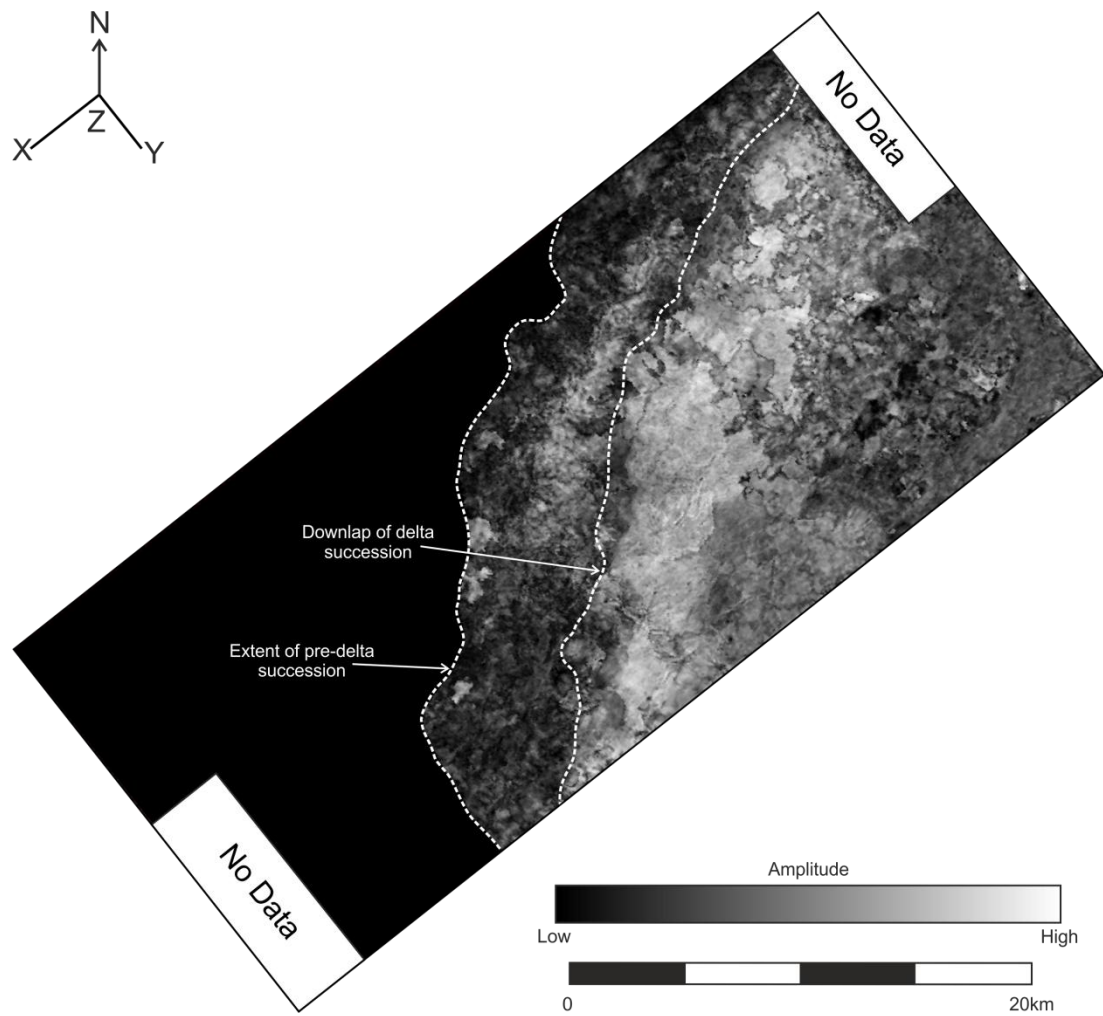 N
X
Z
Y
No Data
Downlap of delta
succession
Extent of pre-delta
succession
No Data
Amplitude
Low
High
0
20km